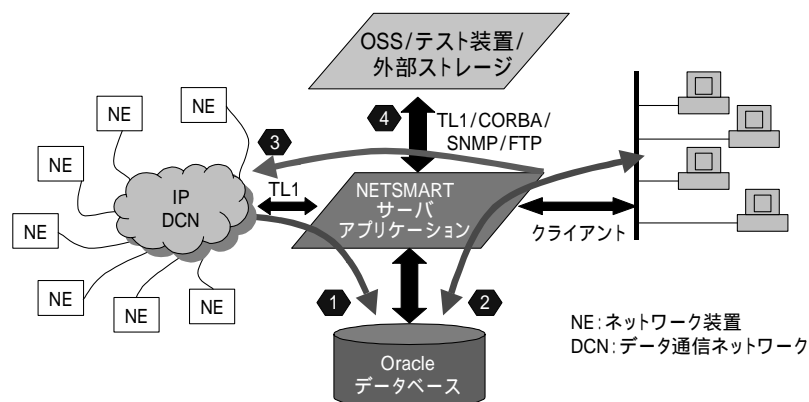 OSS/テスト装置/
外部ストレージ
NE
NE
NE
NE
NE
NE
NE
NE
3
4
TL1/CORBA/
SNMP/FTP
IP
DCN
TL1
NETSMART
サーバ
アプリケーション
クライアント
1
2
Oracle
データベース
NE:ネットワーク装置
DCN:データ通信ネットワーク